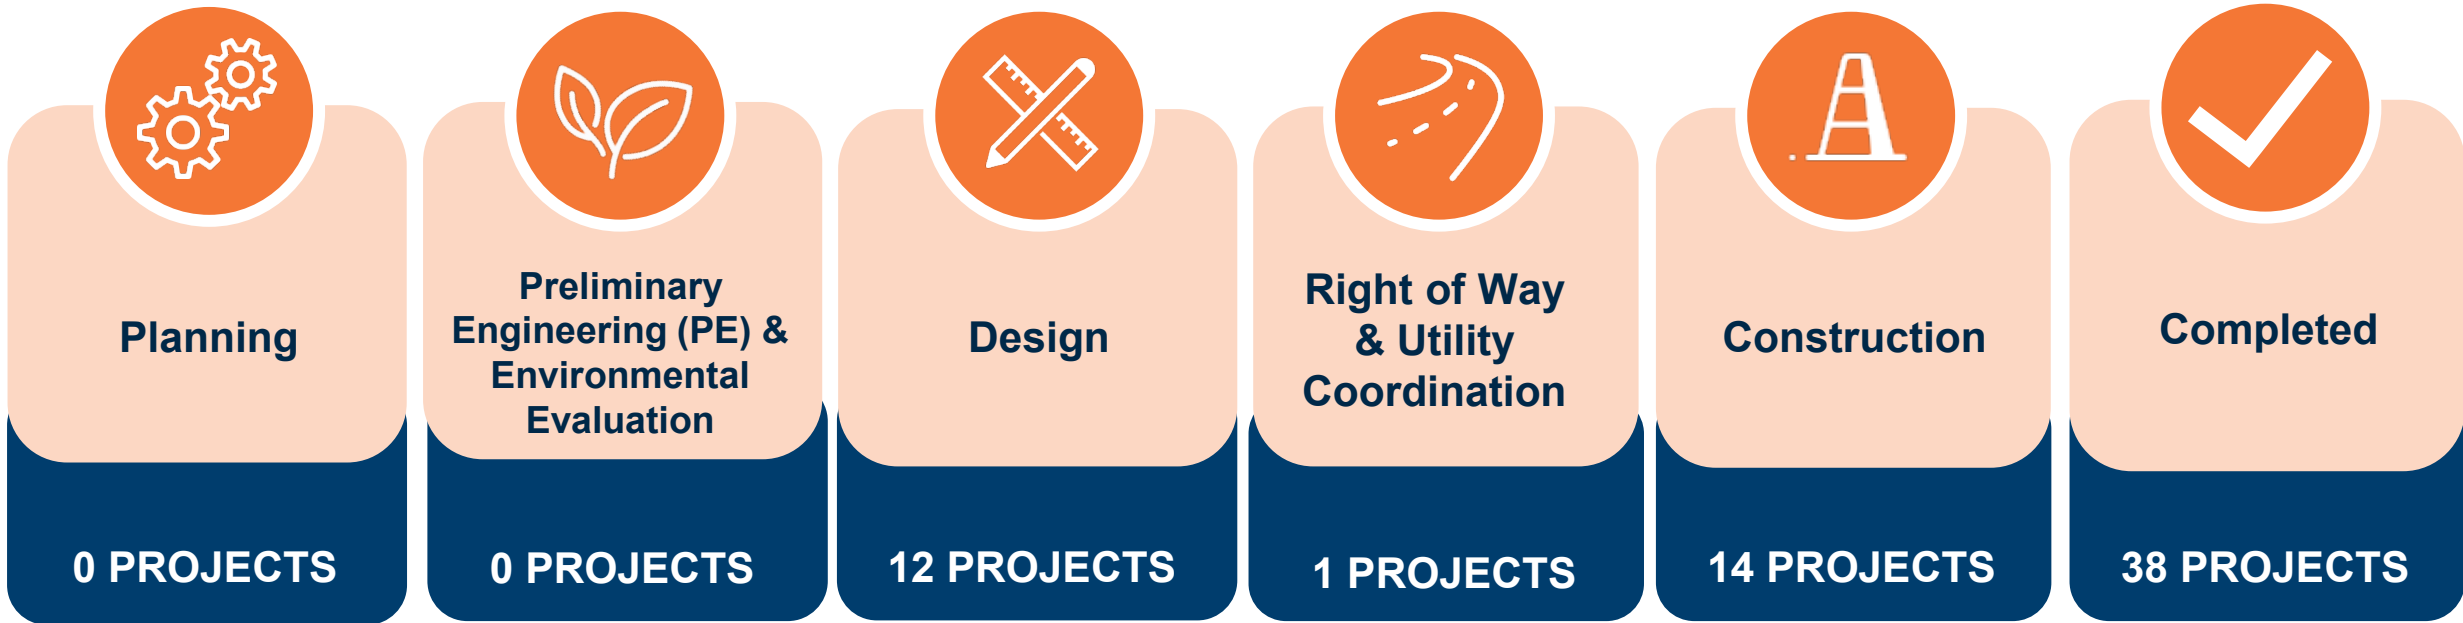 Planning
0 PROJECTS
Preliminary
Engineering (PE) &
Environmental
Evaluation
0 PROJECTS
Design
12 PROJECTS
Right of Way
& Utility
Coordination
1 PROJECTS
Construction
14 PROJECTS
Completed
38 PROJECTS